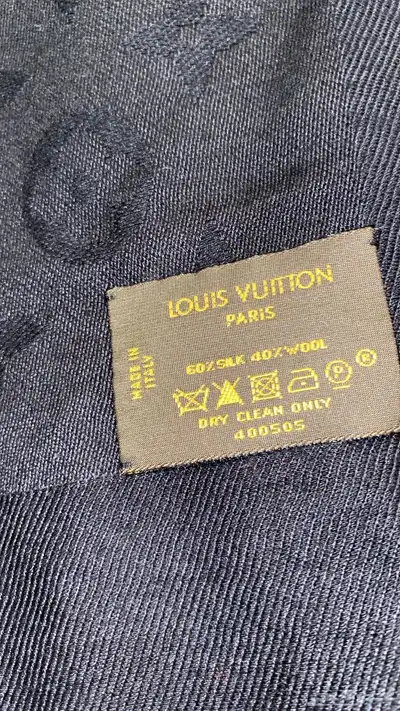 LOUIS VUITTON
PARIS
MADE IN
ITALY
60%SILK 40%WOOL
P ®
DRY CLEAN ONLY
400505